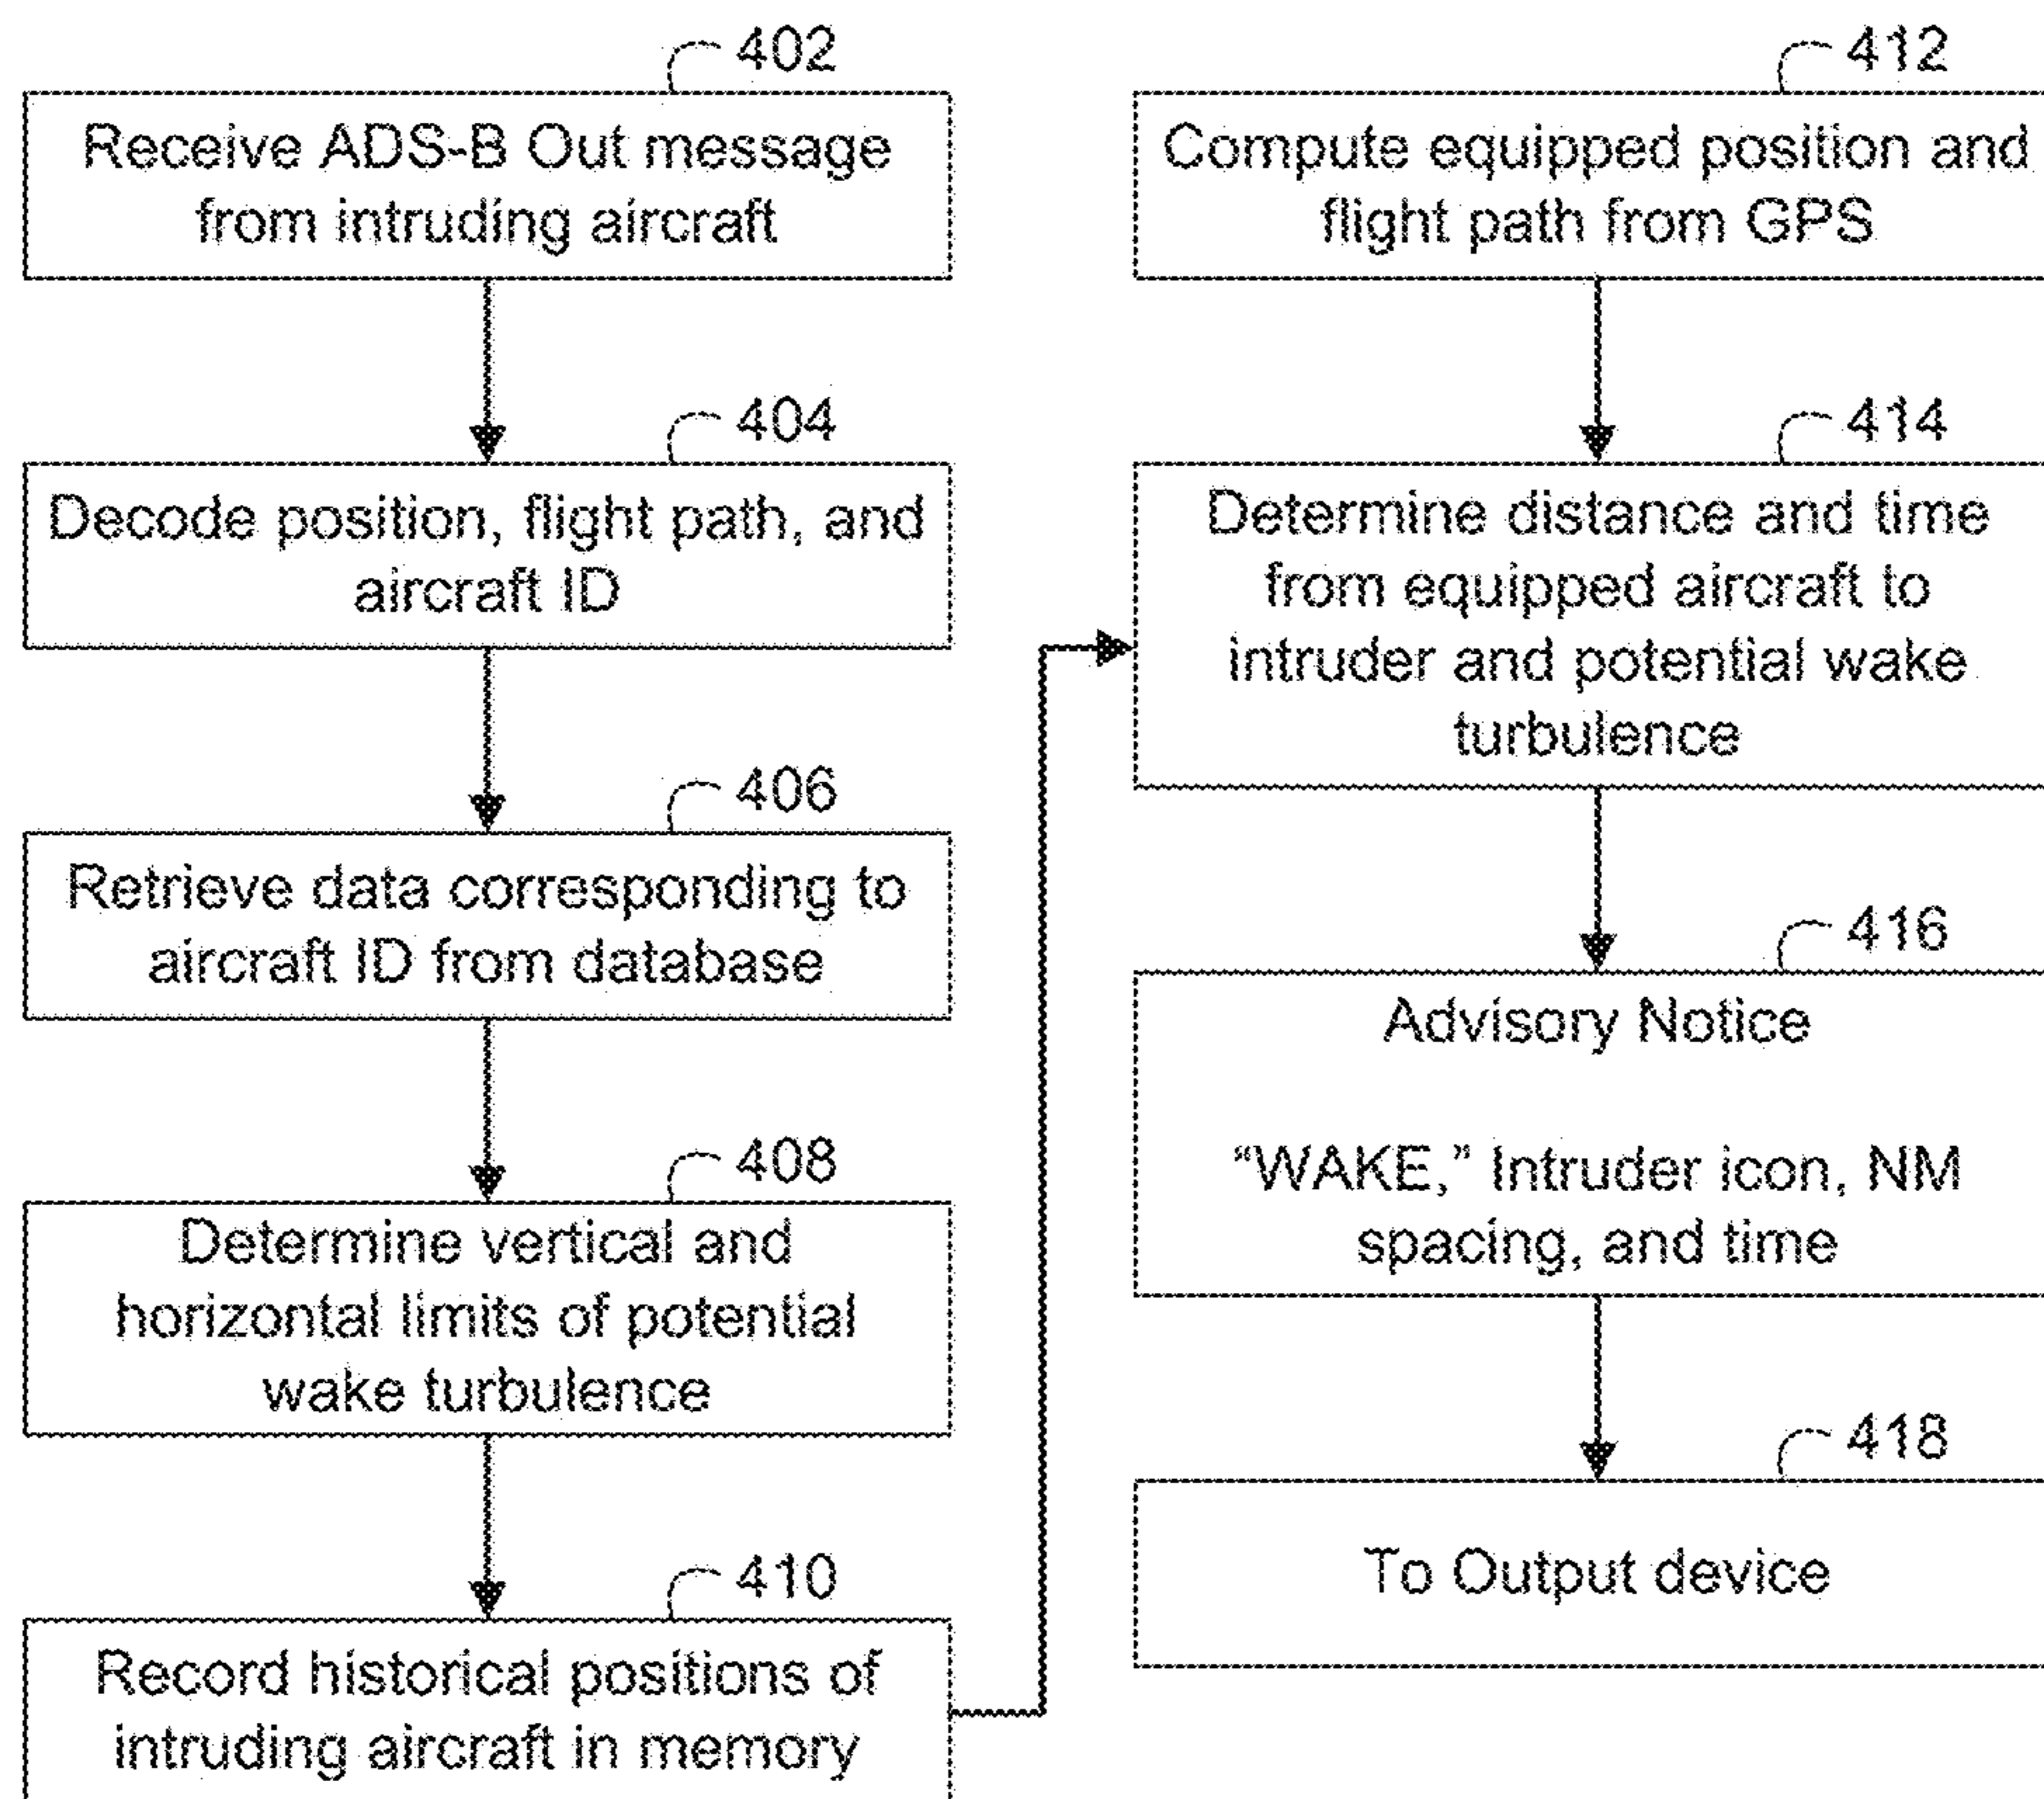 402
Receive ADS-B Out message
from intruding aircraft
404
Decode position, flight path, and
aircraft ID
406
Retrieve data corresponding to
aircraft ID from database
408
Determine vertical and
horizontal limits of potential
wake turbulence
410
Record historical positions of
intruding aircraft in memory
412
Compute equipped position and
flight path from GPS
414
Determine distance and time
from equipped aircraft to
intruder and potential wake
turbulence
416
Advisory Notice
“WAKE,” Intruder icon, NM
spacing, and time
418
To Output device